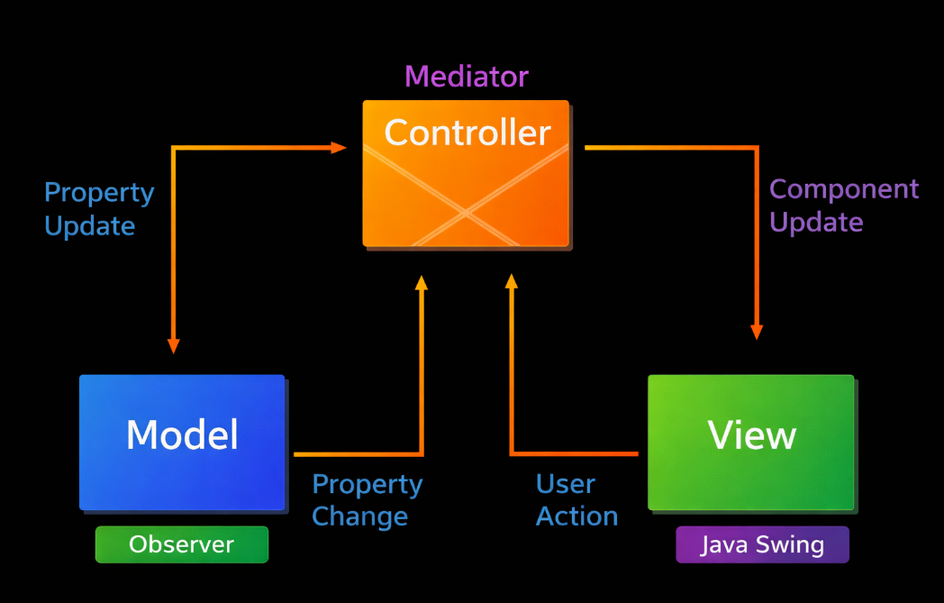 Mediator
Controller
Property
Update
Component
Update
Model
View
Property
Change
User
Action
Observer
Java Swing